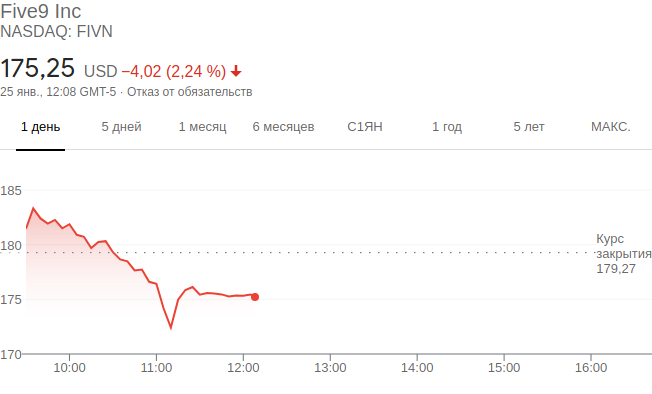 Five9 Inc
NASDAQ: FIVN
175,25 USD −4,02 (2,24 %)
25 янв., 12:08 GMT-5 · Отказ от обязательств
1 день 5 дней 1 месяц 6 месяцев С1ЯН 1 год 5 лет МАКС.
185
180
175
170
Курс
закрытия
179,27
10:00 11:00 12:00 13:00 14:00 15:00 16:00